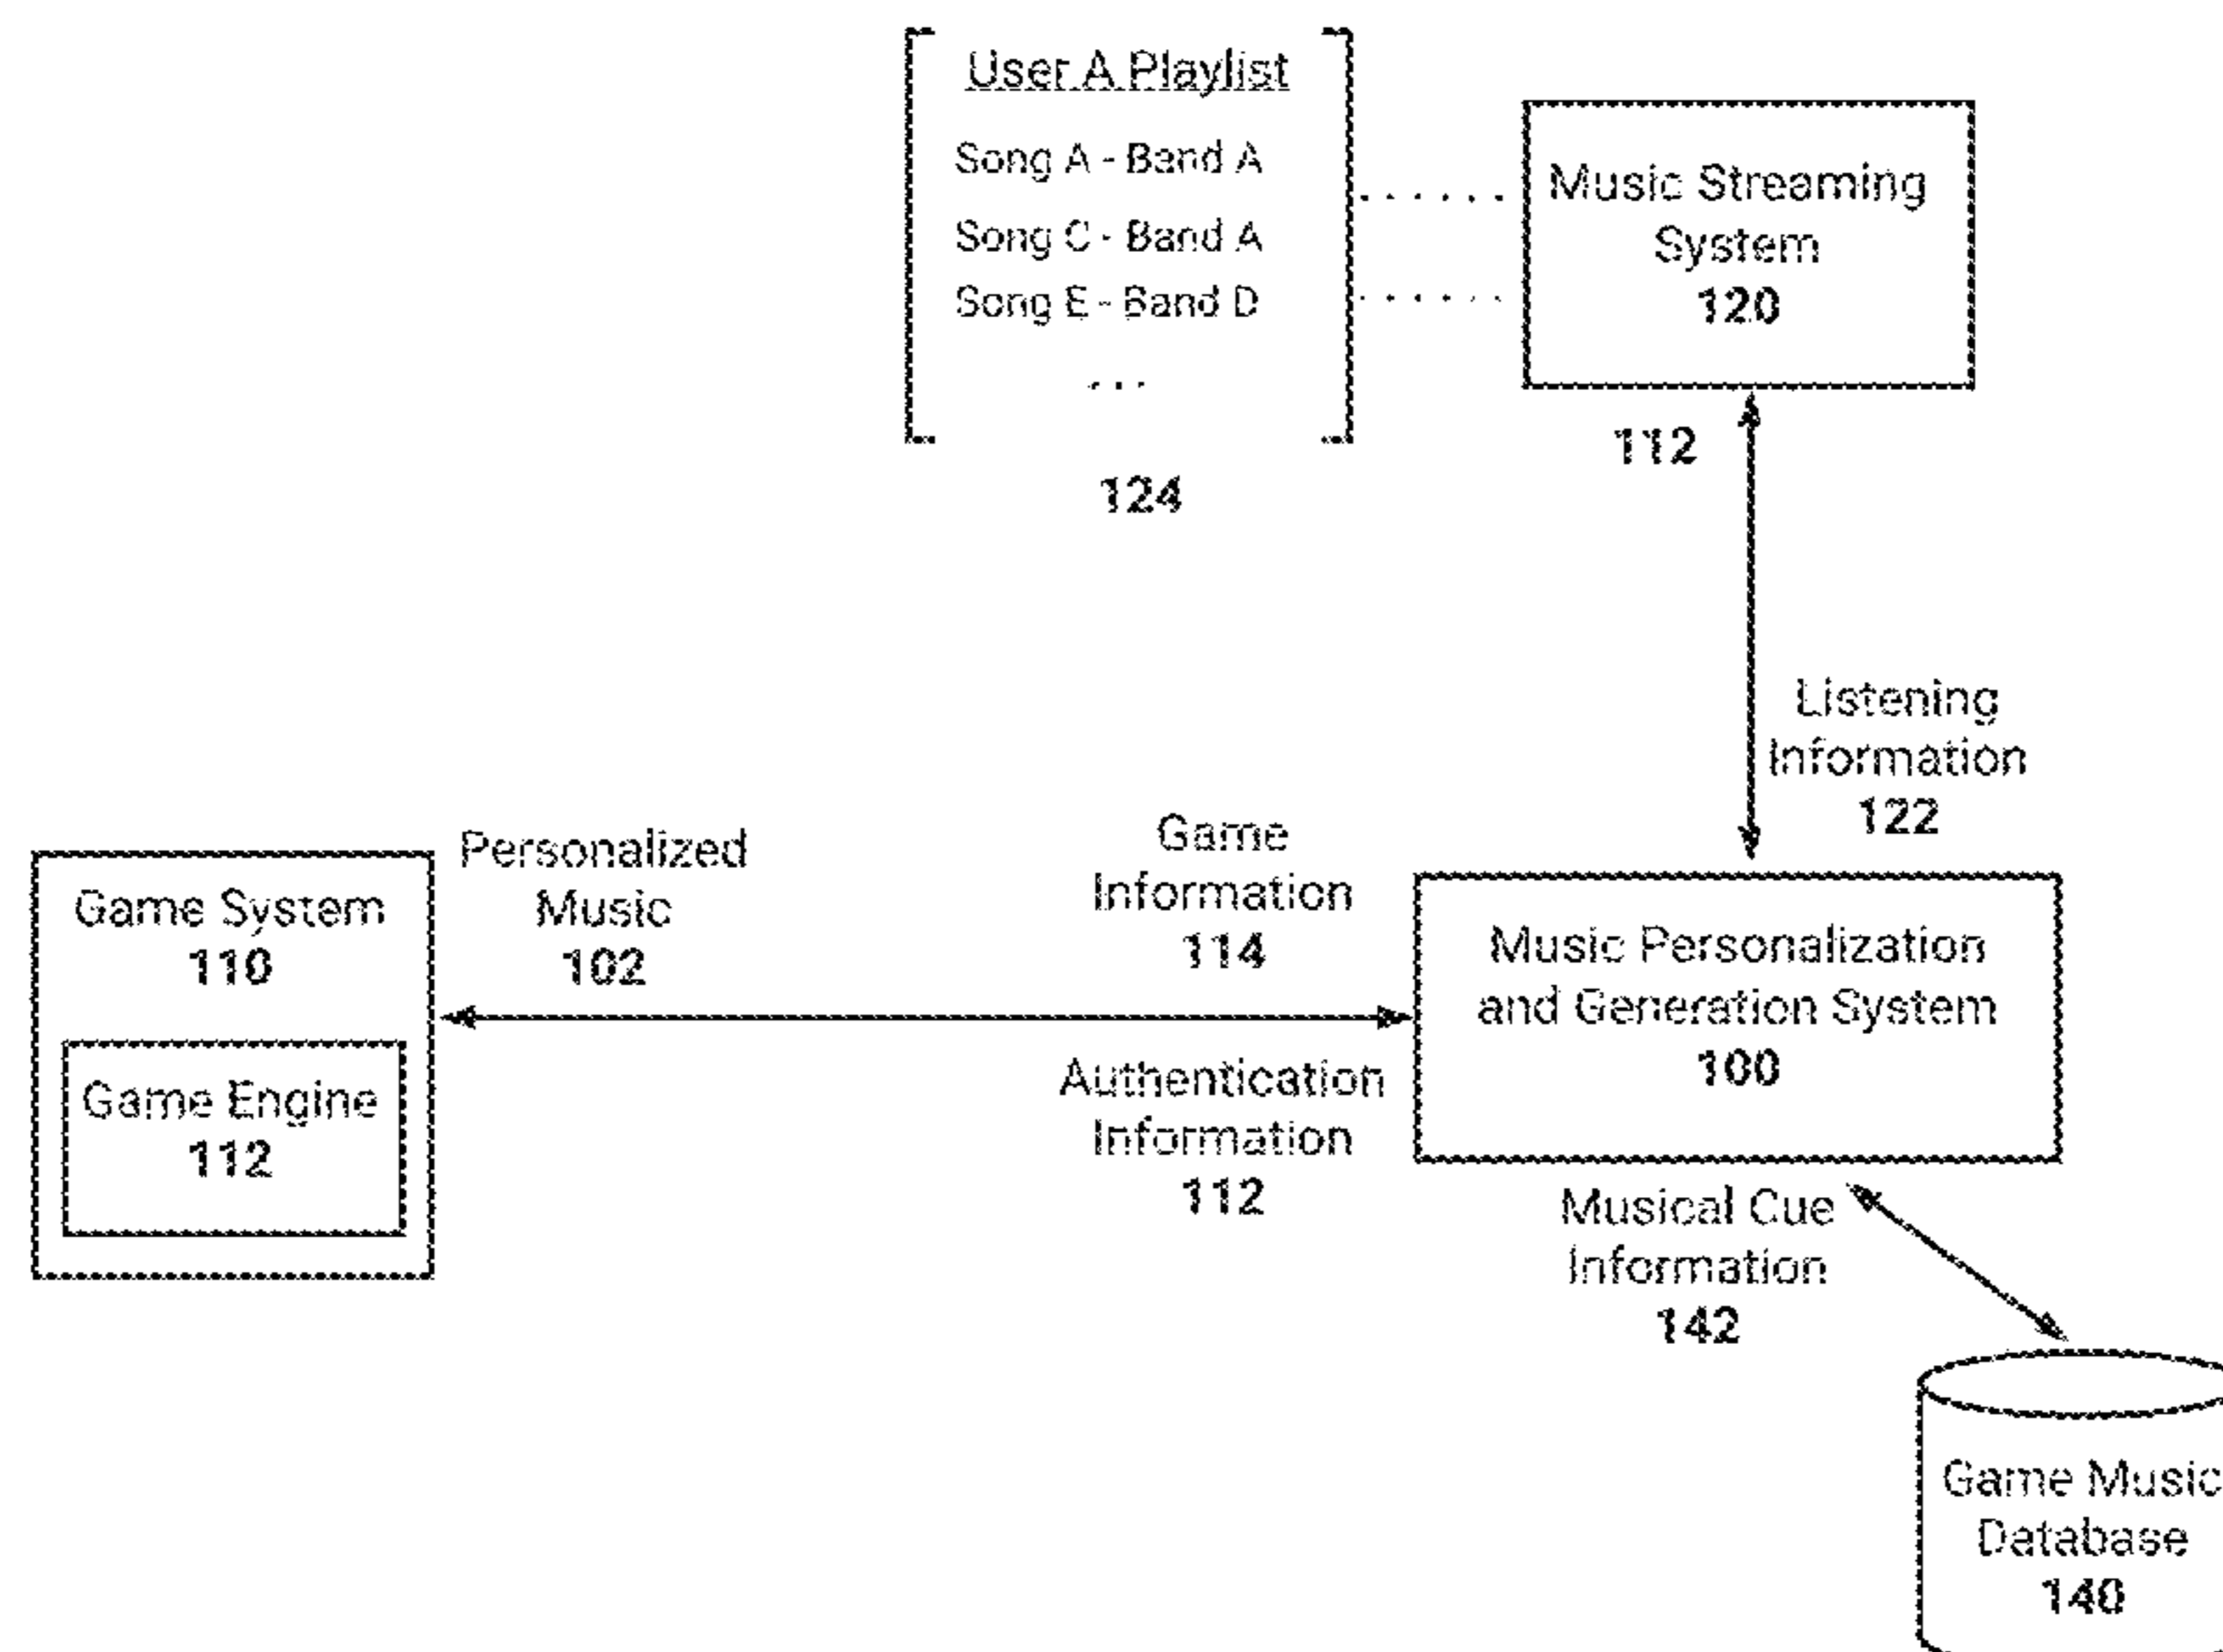 User A Playlist
Song A - Band A
Song C - Band A
Song E - Band D
...
124
Music Streaming
System
120
112
Listening
Information
122
Personalized
Music
102
Game
Information
114
Game System
110
Game Engine
112
Authentication
Information
112
Music Personalization
and Generation System
100
Musical Cue
Information
142
Game Music
Database
140